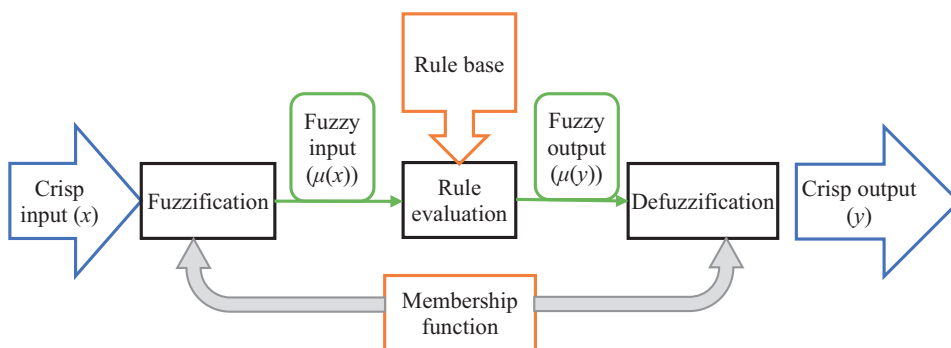 Rule base
Fuzzy
input
(μ(x))
Fuzzy
output
(μ(y))
Crisp
input (x)
Fuzzification
Rule
evaluation
Defuzzification
Crisp output
(y)
Membership
function